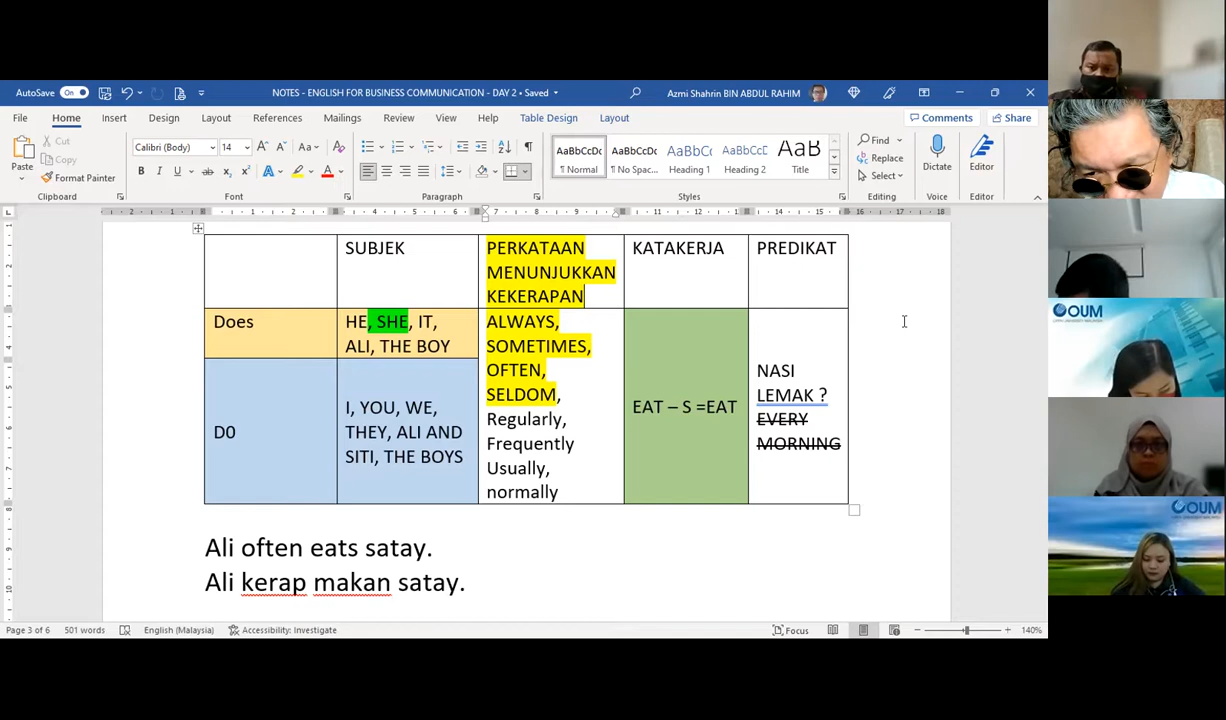 AutoSave On
NOTES - ENGLISH FOR BUSINESS COMMUNICATION - DAY 2 • Saved
Azmi Shahrin BIN ABDUL RAHIM
File Home Insert Design Layout References Mailings Review View Help Table Design Layout
Comments Share
Paste
Cut
Copy
Format Painter
Clipboard
Calibri (Body) 14
Font
Paragraph
AaBbCcDc AaBbCcDc AaBbCc AaBbCcD AaB
Normal No Spac... Heading 1 Heading 2 Title
Styles
Find
Replace
Select
Editing
Dictate
Voice
Editor
Editor
SUBJEK
PERKATAAN
MENUNJUKKAN
KEKERAPAN
KATAKERJA
PREDIKAT
Does
HE, SHE, IT,
ALI, THE BOY
D0
I, YOU, WE,
THEY, ALI AND
SITI, THE BOYS
ALWAYS,
SOMETIMES,
OFTEN,
SELDOM,
Regularly,
Frequently
Usually,
normally
EAT – S =EAT
NASI
LEMAK ?
EVERY
MORNING
Ali often eats satay.
Ali kerap makan satay.
Page 3 of 6 501 words English (Malaysia) Accessibility: Investigate
Focus 140%
OUM
OUM